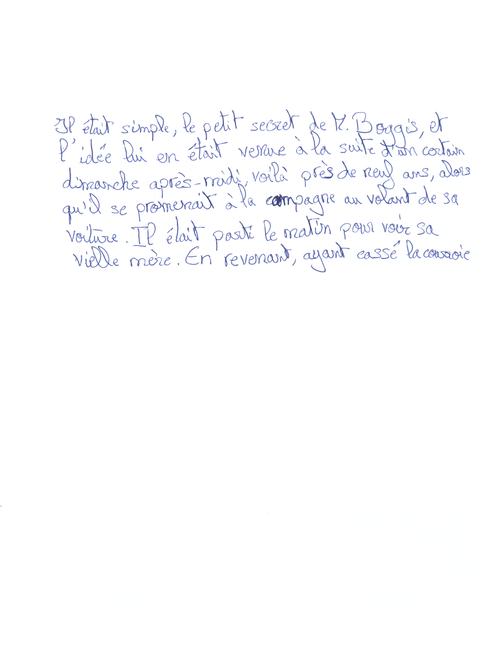 Il était simple, le petit secret de M. Boggis, et
l'idée lui en était venue à la suite d'un certain
dimanche après-midi, voilà près de neuf ans, alors
qu'il se promenait à la campagne au volant de sa
voiture. Il était parti le matin pour voir sa
vielle mère. En revenant, ayant cassé la courroie